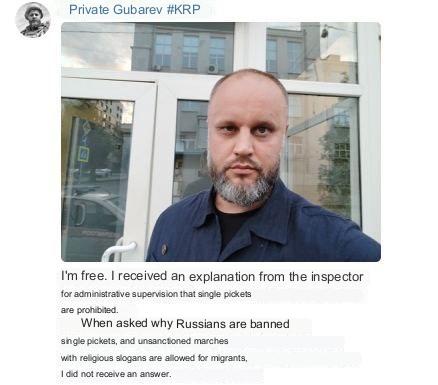 Private Gubarev #KRP
I'm free. I received an explanation from the inspector
for administrative supervision that single pickets
are prohibited.
When asked why Russians are banned
single pickets, and unsanctioned marches
with religious slogans are allowed for migrants,
I did not receive an answer.